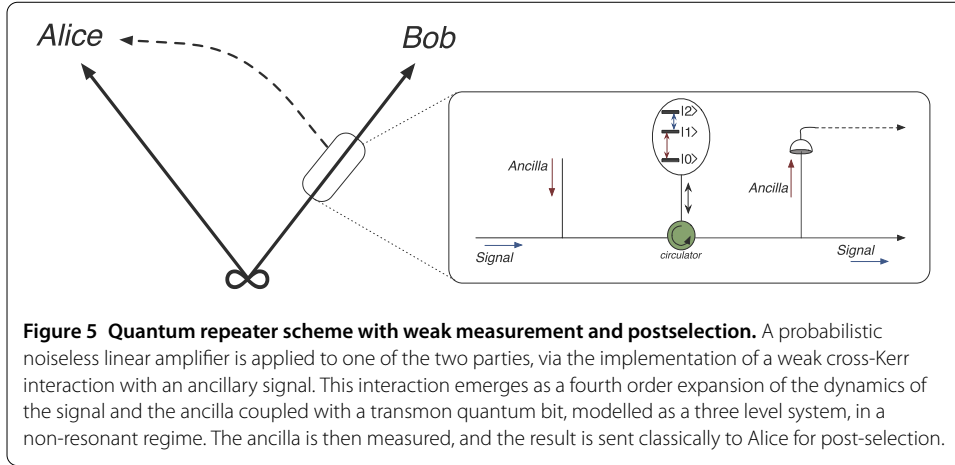 Alice
Bob
|2>
|1>
|0>
Ancilla
Ancilla
Signal
circulator
Signal
Figure 5 Quantum repeater scheme with weak measurement and postselection. A probabilistic
noiseless linear amplifier is applied to one of the two parties, via the implementation of a weak cross-Kerr
interaction with an ancillary signal. This interaction emerges as a fourth order expansion of the dynamics of
the signal and the ancilla coupled with a transmon quantum bit, modelled as a three level system, in a
non-resonant regime. The ancilla is then measured, and the result is sent classically to Alice for post-selection.